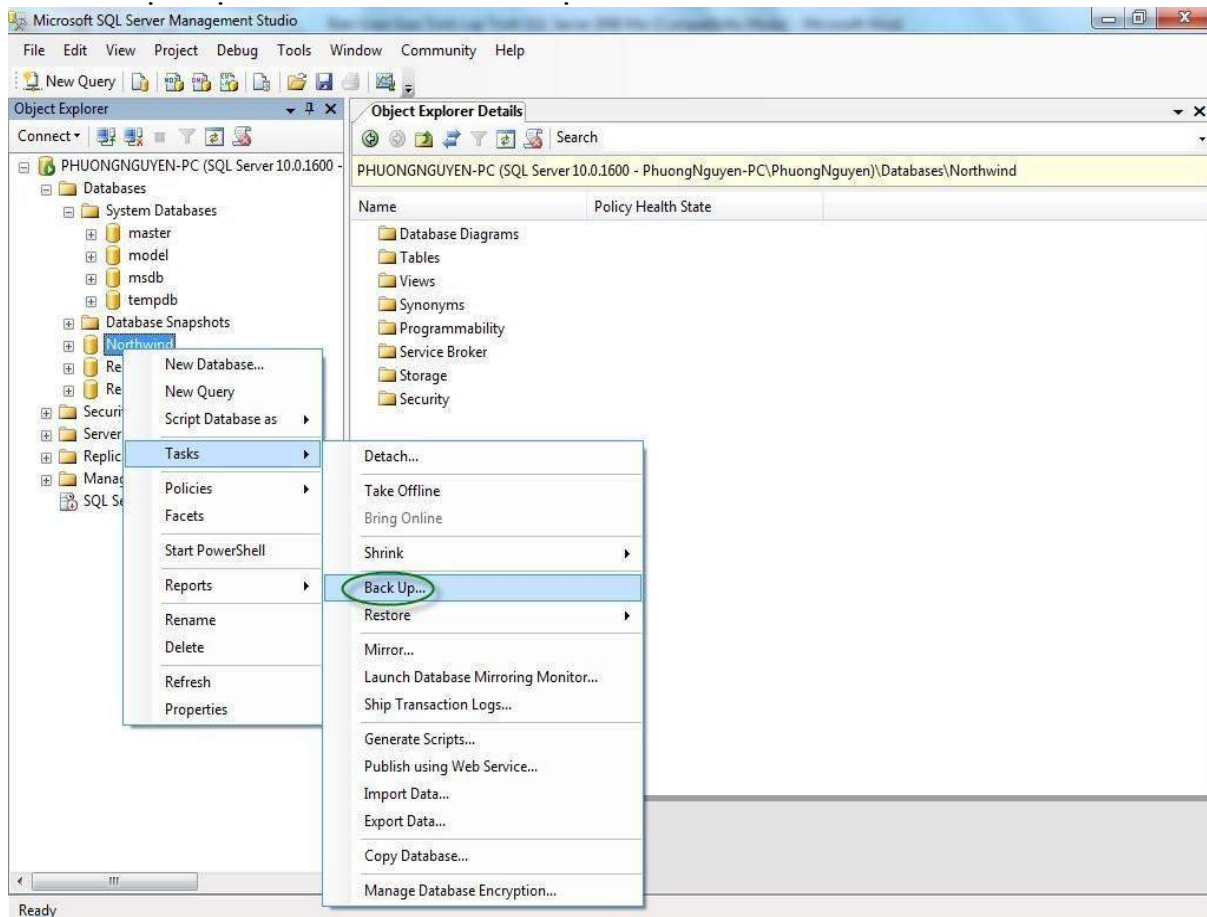 Microsoft SQL Server Management Studio
File Edit View Project Debug Tools Window Community Help
New Query
Object Explorer
Connect
PHUONGNGUYEN-PC (SQL Server 10.0.1600 -
Databases
System Databases
master
model
msdb
tempdb
Database Snapshots
Northwind
Re
Re
Securi
Server
Replic
Manag
SQL Se
New Database...
New Query
Script Database as
Tasks
Policies
Facets
Start PowerShell
Reports
Rename
Delete
Refresh
Properties
Detach...
Take Offline
Bring Online
Shrink
Back Up...
Restore
Mirror...
Launch Database Mirroring Monitor...
Ship Transaction Logs...
Generate Scripts...
Publish using Web Service...
Import Data...
Export Data...
Copy Database...
Manage Database Encryption...
Object Explorer Details
Search
PHUONGNGUYEN-PC (SQL Server 10.0.1600 - PhuongNguyen-PC\PhuongNguyen)\Databases\Northwind
Name Policy Health State
Database Diagrams
Tables
Views
Synonyms
Programmability
Service Broker
Storage
Security
Ready